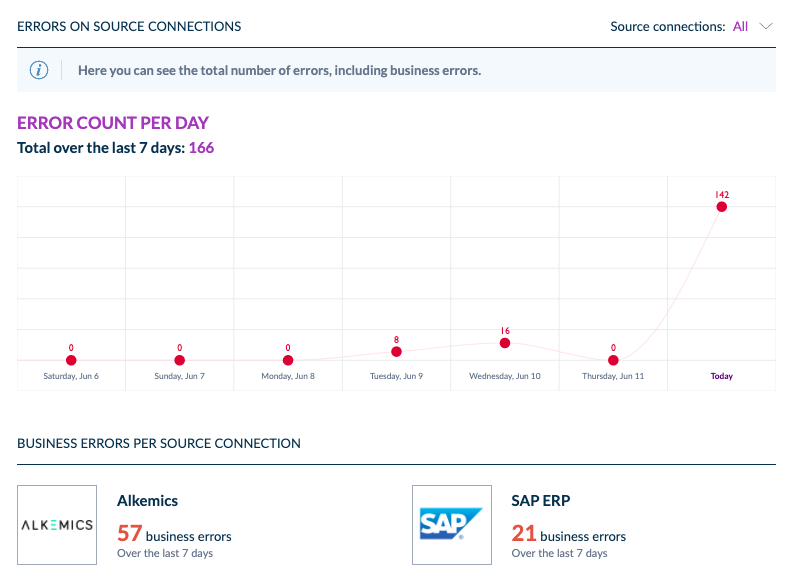 ERRORS ON SOURCE CONNECTIONS
Source connections: All
Here you can see the total number of errors, including business errors.
ERROR COUNT PER DAY
Total over the last 7 days: 166
0 0 0 8 16 0 142
Saturday, Jun 6 Sunday, Jun 7 Monday, Jun 8 Tuesday, Jun 9 Wednesday, Jun 10 Thursday, Jun 11 Today
BUSINESS ERRORS PER SOURCE CONNECTION
ALKEMICS
Alkemics
57 business errors
Over the last 7 days
SAP
SAP ERP
21 business errors
Over the last 7 days